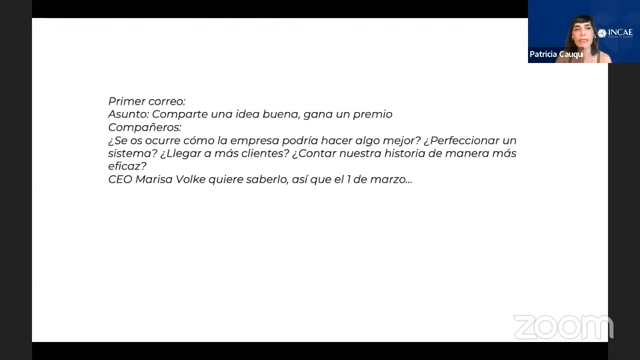 INCAE
Patricia Cauqui
Primer correo:
Asunto: Comparte una idea buena, gana un premio
Compañeros:
¿Se os ocurre cómo la empresa podría hacer algo mejor? ¿Perfeccionar un
sistema? ¿Llegar a más clientes? ¿Contar nuestra historia de manera más
eficaz?
CEO Marisa Volke quiere saberlo, así que el 1 de marzo...
zoom